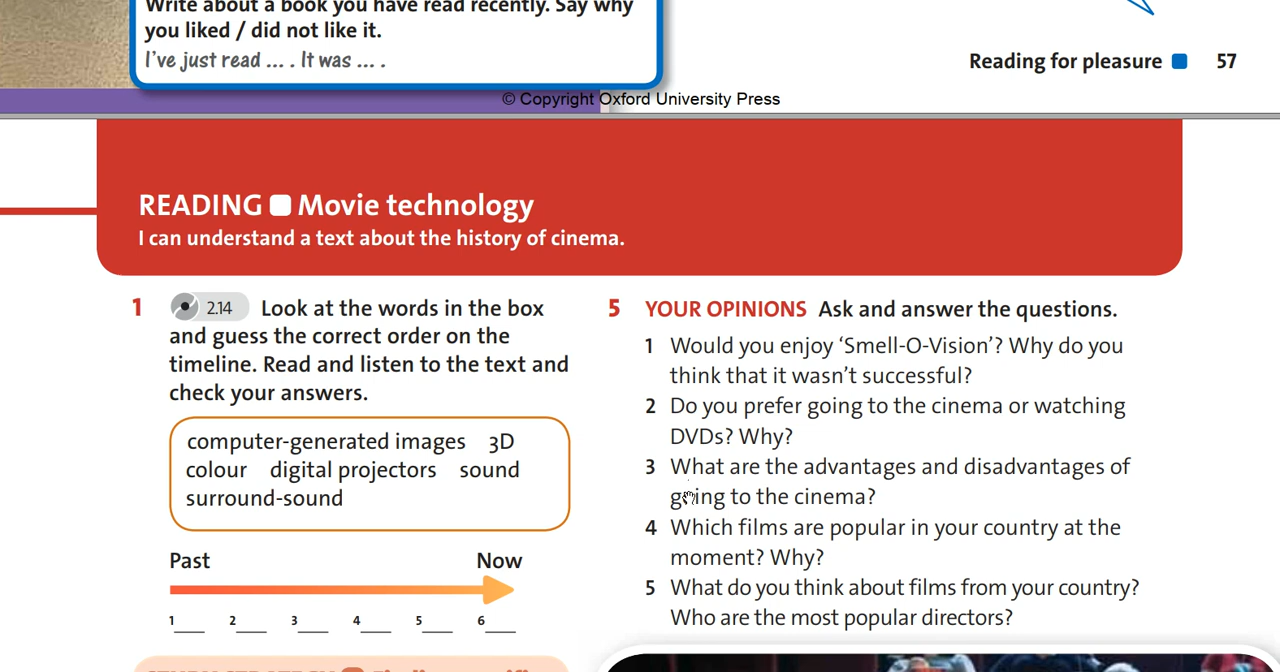 Write about a book you have read recently. Say why
you liked / did not like it.
I've just read ... . It was ... .
Reading for pleasure 57
© Copyright Oxford University Press
READING Movie technology
I can understand a text about the history of cinema.
1 2.14 Look at the words in the box
and guess the correct order on the
timeline. Read and listen to the text and
check your answers.
computer-generated images 3D
colour digital projectors sound
surround-sound
Past Now
1 ___ 2 ___ 3 ___ 4 ___ 5 ___ 6 ___
5 YOUR OPINIONS Ask and answer the questions.
1 Would you enjoy ‘Smell-O-Vision’? Why do you
think that it wasn’t successful?
2 Do you prefer going to the cinema or watching
DVDs? Why?
3 What are the advantages and disadvantages of
going to the cinema?
4 Which films are popular in your country at the
moment? Why?
5 What do you think about films from your country?
Who are the most popular directors?